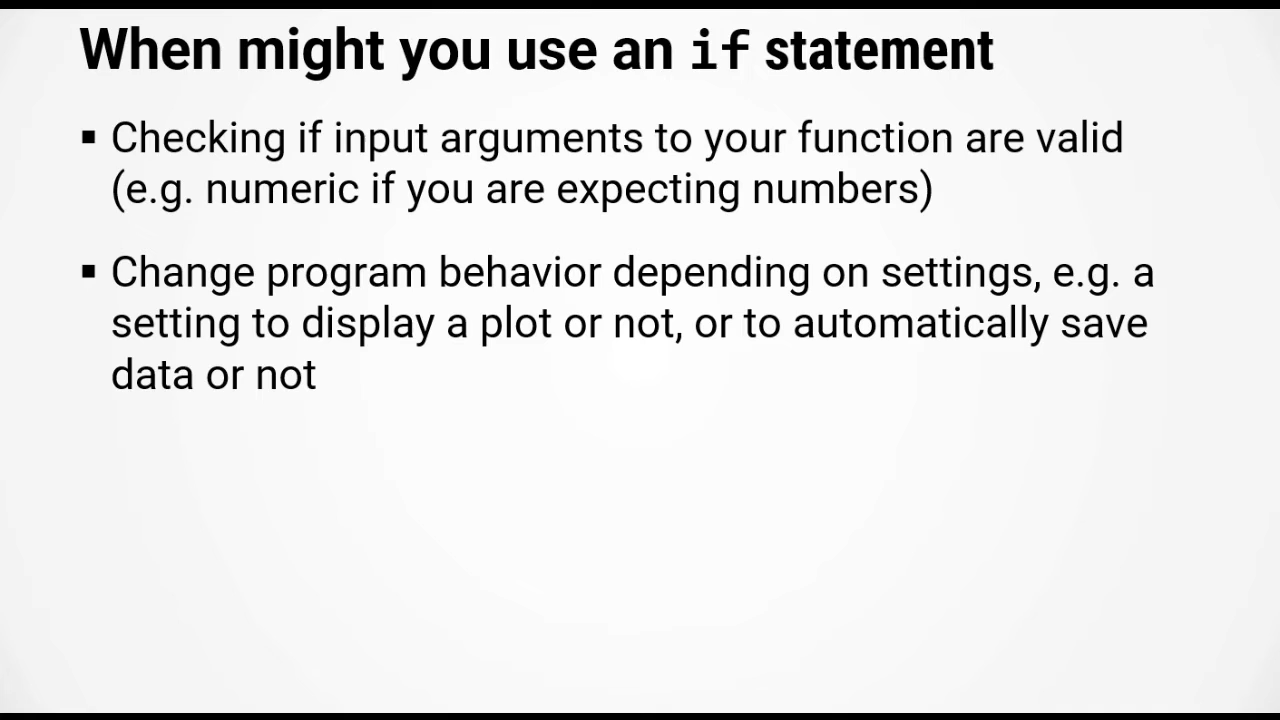 When might you use an if statement
▪ Checking if input arguments to your function are valid
(e.g. numeric if you are expecting numbers)
▪ Change program behavior depending on settings, e.g. a
setting to display a plot or not, or to automatically save
data or not